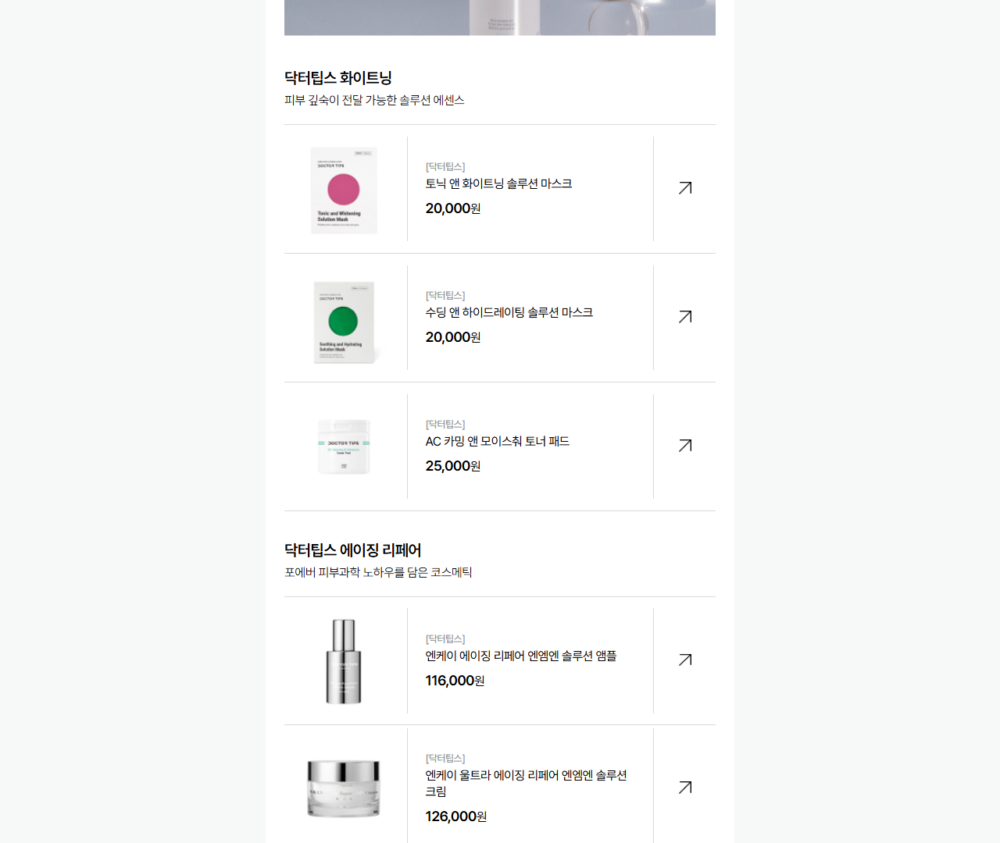 닥터팁스 화이트닝
피부 깊숙이 전달 가능한 솔루션 에센스
DOCTOR TIPS
Tonic and Whitening
Solution Mask
[닥터팁스]
토닉 앤 화이트닝 솔루션 마스크
20,000원
DOCTOR TIPS
Soothing and Hydrating
Solution Mask
[닥터팁스]
수딩 앤 하이드레이팅 솔루션 마스크
20,000원
DOCTOR TIPS
Toner Pad
[닥터팁스]
AC 카밍 앤 모이스춰 토너 패드
25,000원
닥터팁스 에이징 리페어
포에버 피부과학 노하우를 담은 코스메틱
[닥터팁스]
엔케이 에이징 리페어 엔엠엔 솔루션 앰플
116,000원
[닥터팁스]
엔케이 울트라 에이징 리페어 엔엠엔 솔루션
크림
126,000원